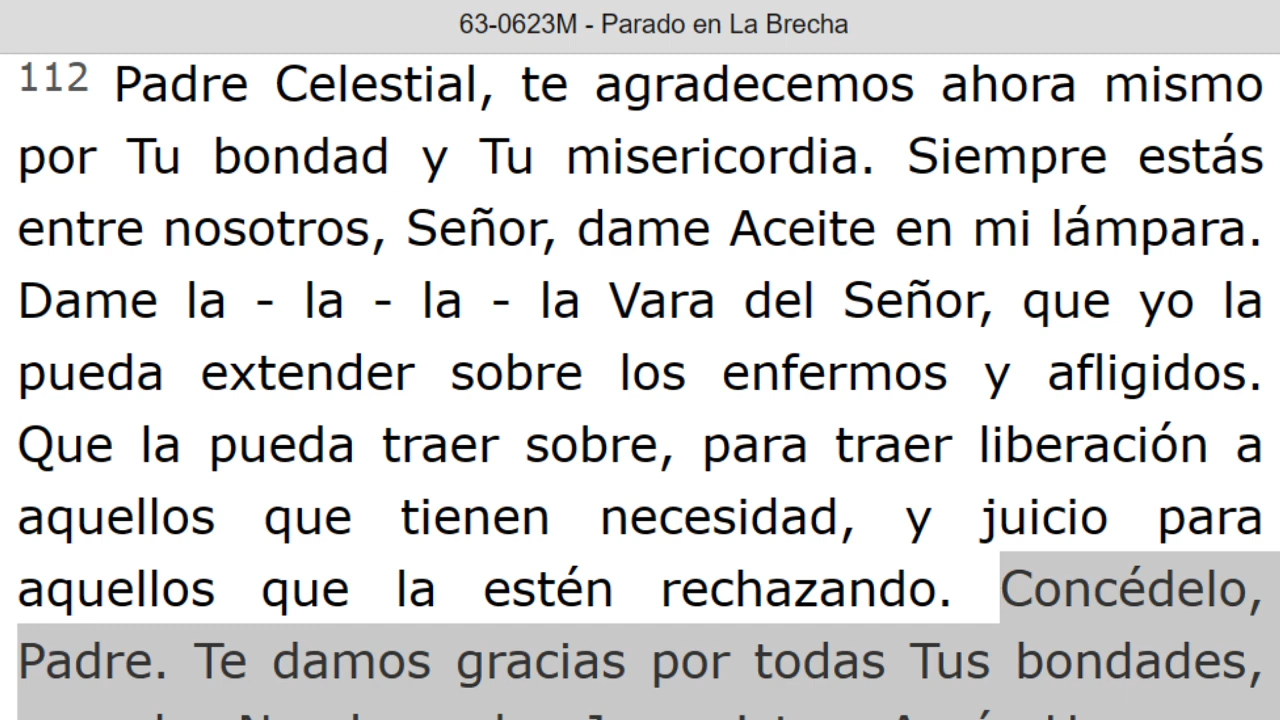 63-0623M - Parado en La Brecha
112 Padre Celestial, te agradecemos ahora mismo
por Tu bondad y Tu misericordia. Siempre estás
entre nosotros, Señor, dame Aceite en mi lámpara.
Dame la - la - la - la Vara del Señor, que yo la
pueda extender sobre los enfermos y afligidos.
Que la pueda traer sobre, para traer liberación a
aquellos que tienen necesidad, y juicio para
aquellos que la estén rechazando. Concédelo,
Padre. Te damos gracias por todas Tus bondades,